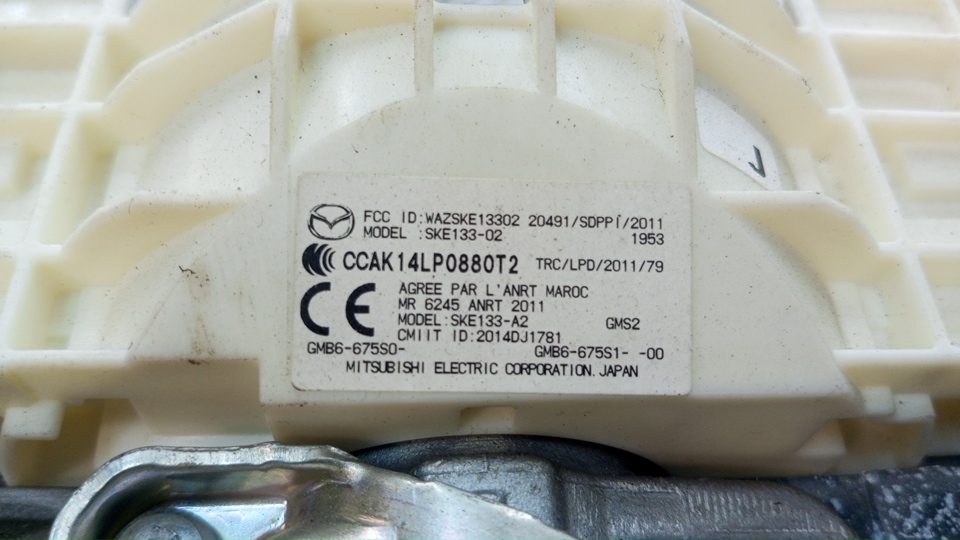 FCC ID:WAZSKE13302 20491/SDPPI/2011
MODEL :SKE133-02 1953
CCAK14LP0880T2 TRC/LPD/2011/79
CE AGREE PAR L'ANRT MAROC
MR 6245 ANRT 2011
MODEL:SKE133-A2 GMS2
CMIIT ID:2014DJ1781
GMB6-675S0- GMB6-675S1- -00
MITSUBISHI ELECTRIC CORPORATION.JAPAN